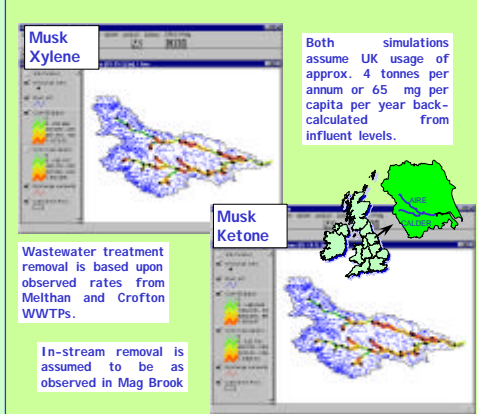 Musk
Xylene
Both simulations
assume UK usage of
approx. 4 tonnes per
annum or 65 mg per
capita per year back-
calculated from
influent levels.
AIRE
CALDER
Musk
Ketone
Wastewater treatment
removal is based upon
observed rates from
Melthan and Crofton
WWTPs.
In-stream removal is
assumed to be as
observed in Mag Brook